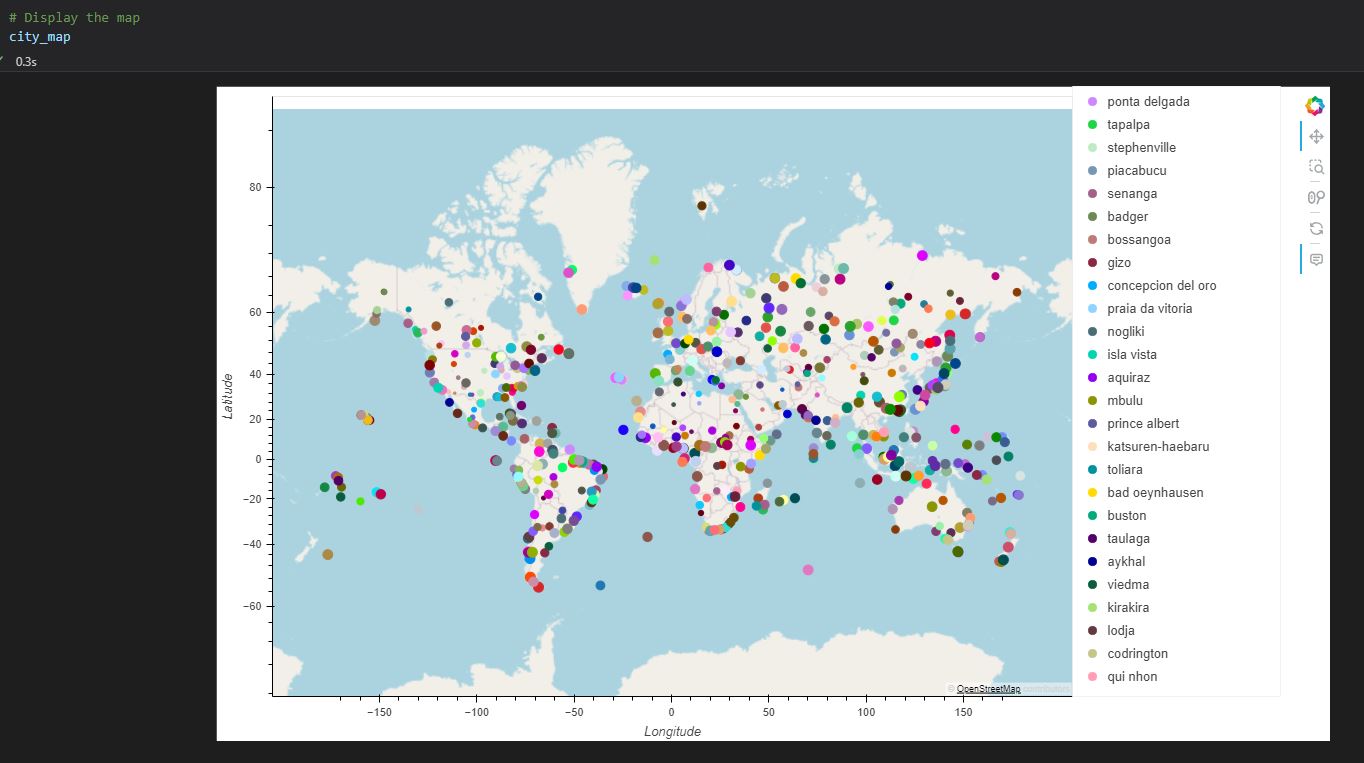 # Display the map
city_map
0.3s
ponta delgada
tapalpa
stephenville
piacabucu
senanga
badger
bossangoa
gizo
concepcion del oro
praia da vitoria
nogliki
isla vista
aquiraz
mbulu
prince albert
katsuren-haebaru
toliara
bad oeynhausen
buston
taulaga
aykhal
viedma
kirakira
lodja
codrington
qui nhon
80
60
40
20
0
−20
−40
−60
Latitude
© OpenStreetMap contributors
−150
−100
−50
0
50
100
150
Longitude